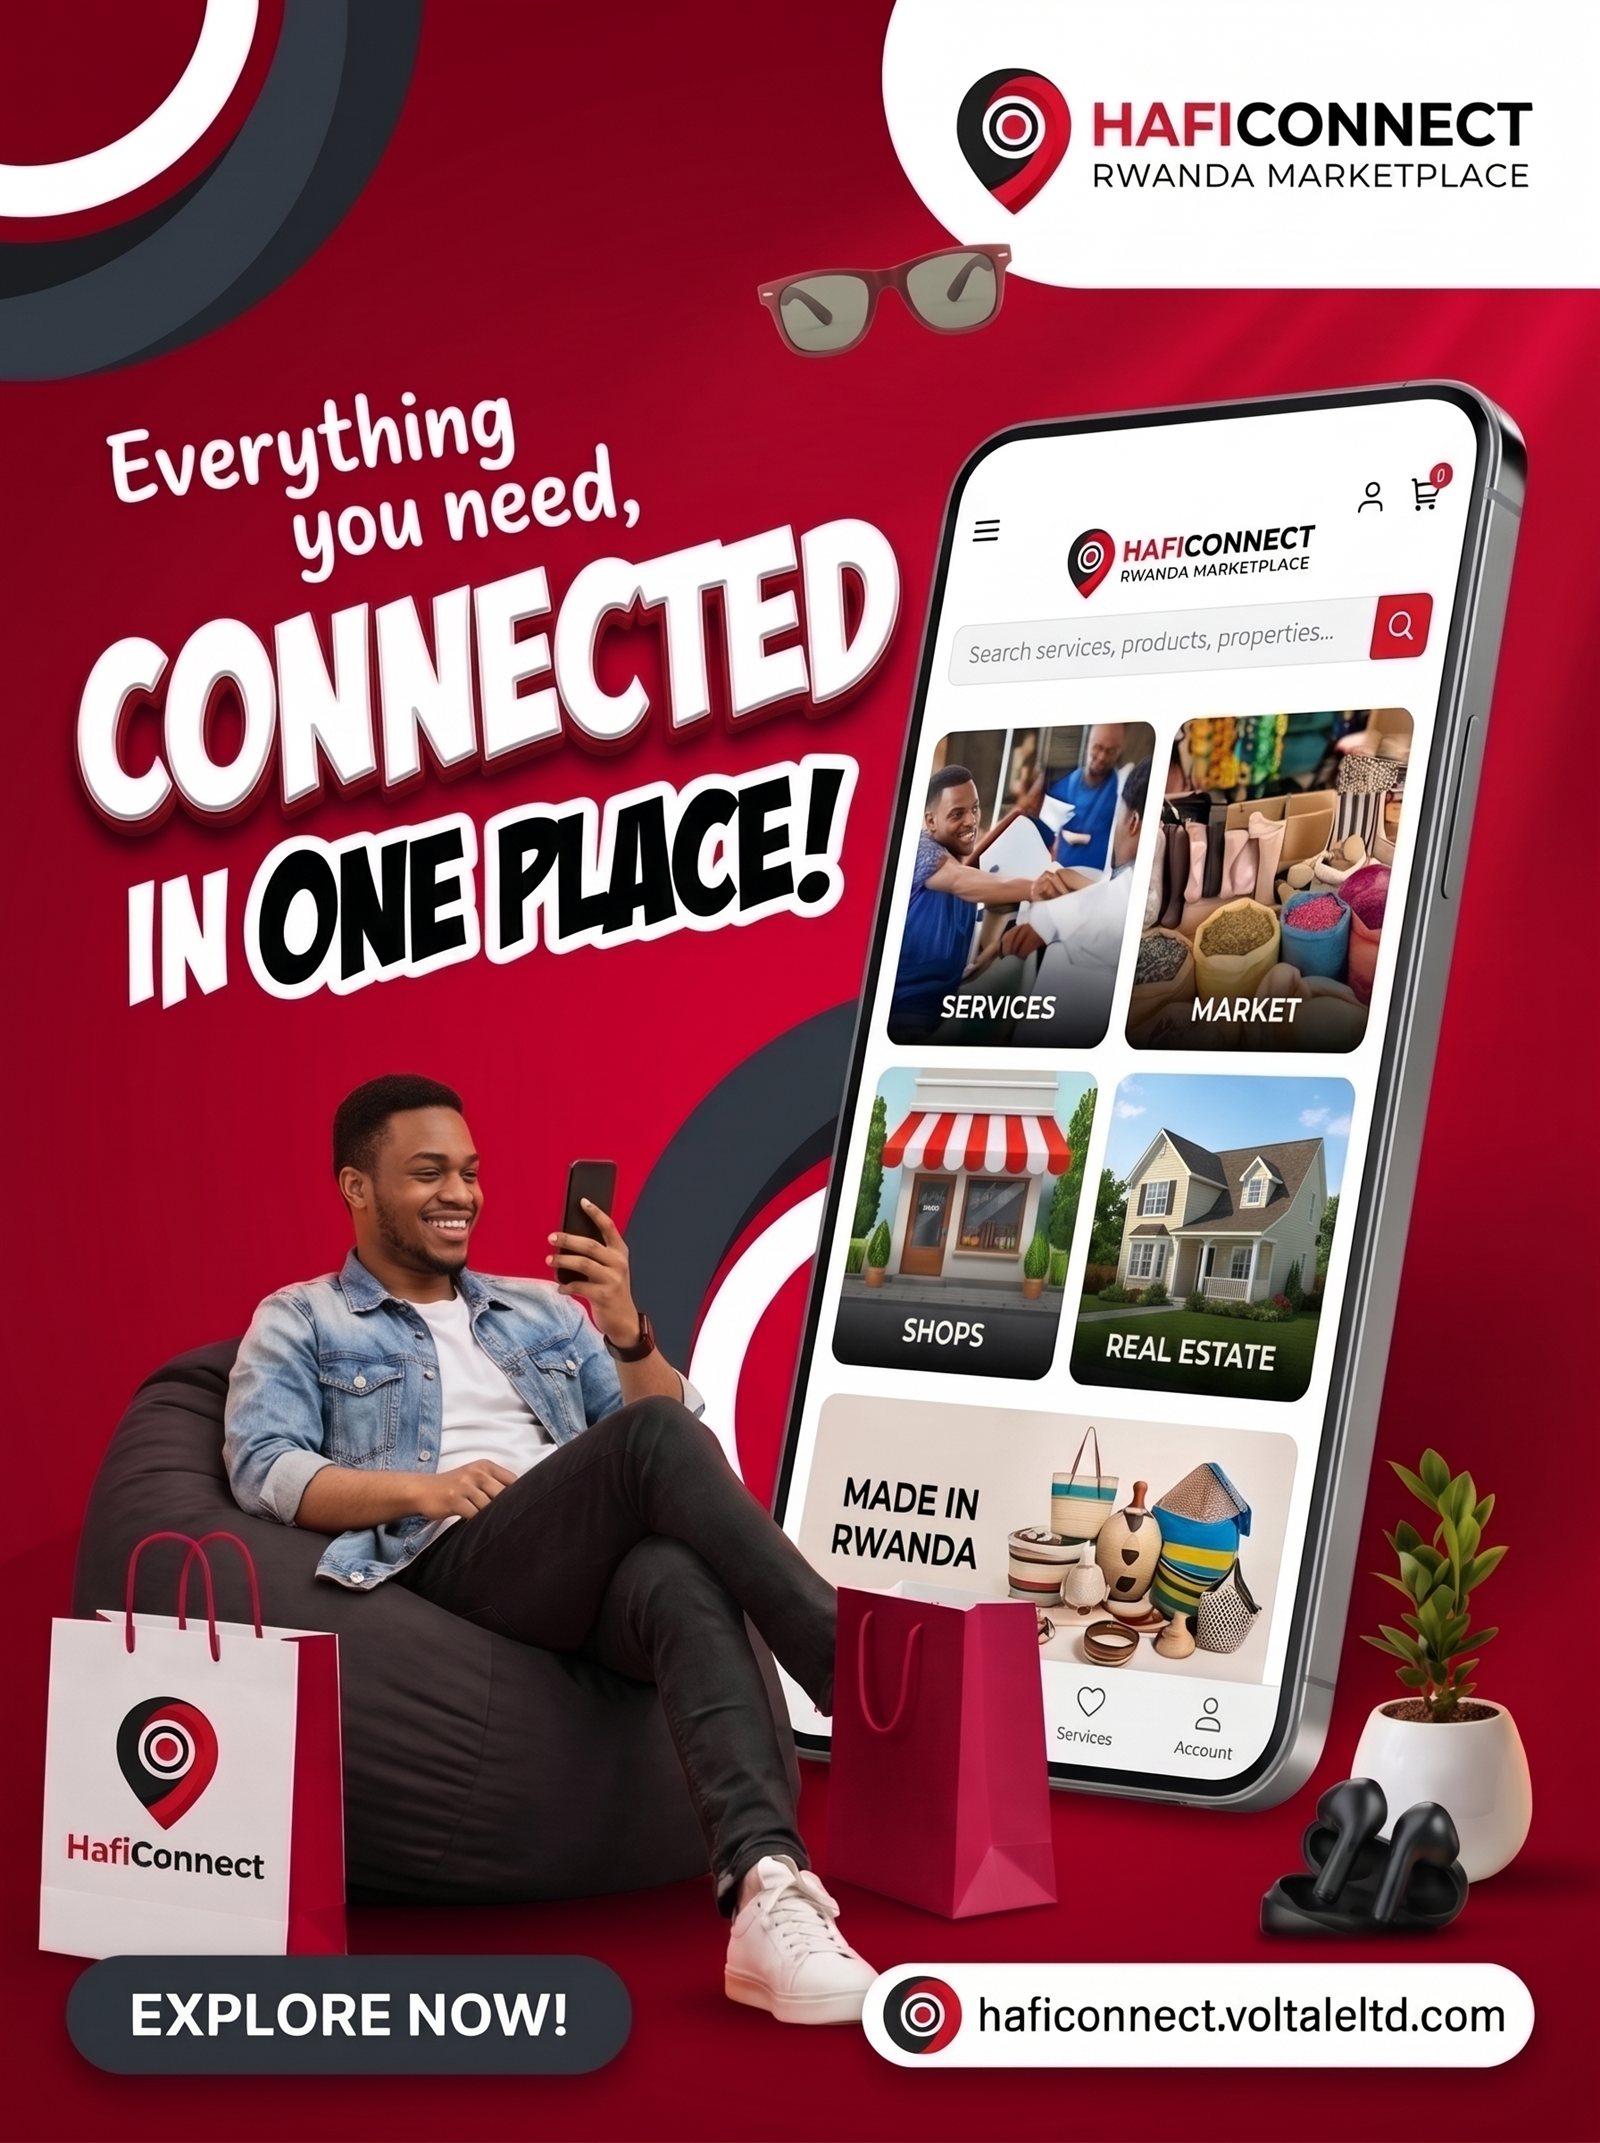 HAFICONNECT
RWANDA MARKETPLACE
Everything
you need,
CONNECTED
IN ONE PLACE!
0
HAFICONNECT
RWANDA MARKETPLACE
Search services, products, properties...
SERVICES
MARKET
SHOPS
REAL ESTATE
MADE IN
RWANDA
Services
Account
HafiConnect
EXPLORE NOW!
haficonnect.voltaleltd.com